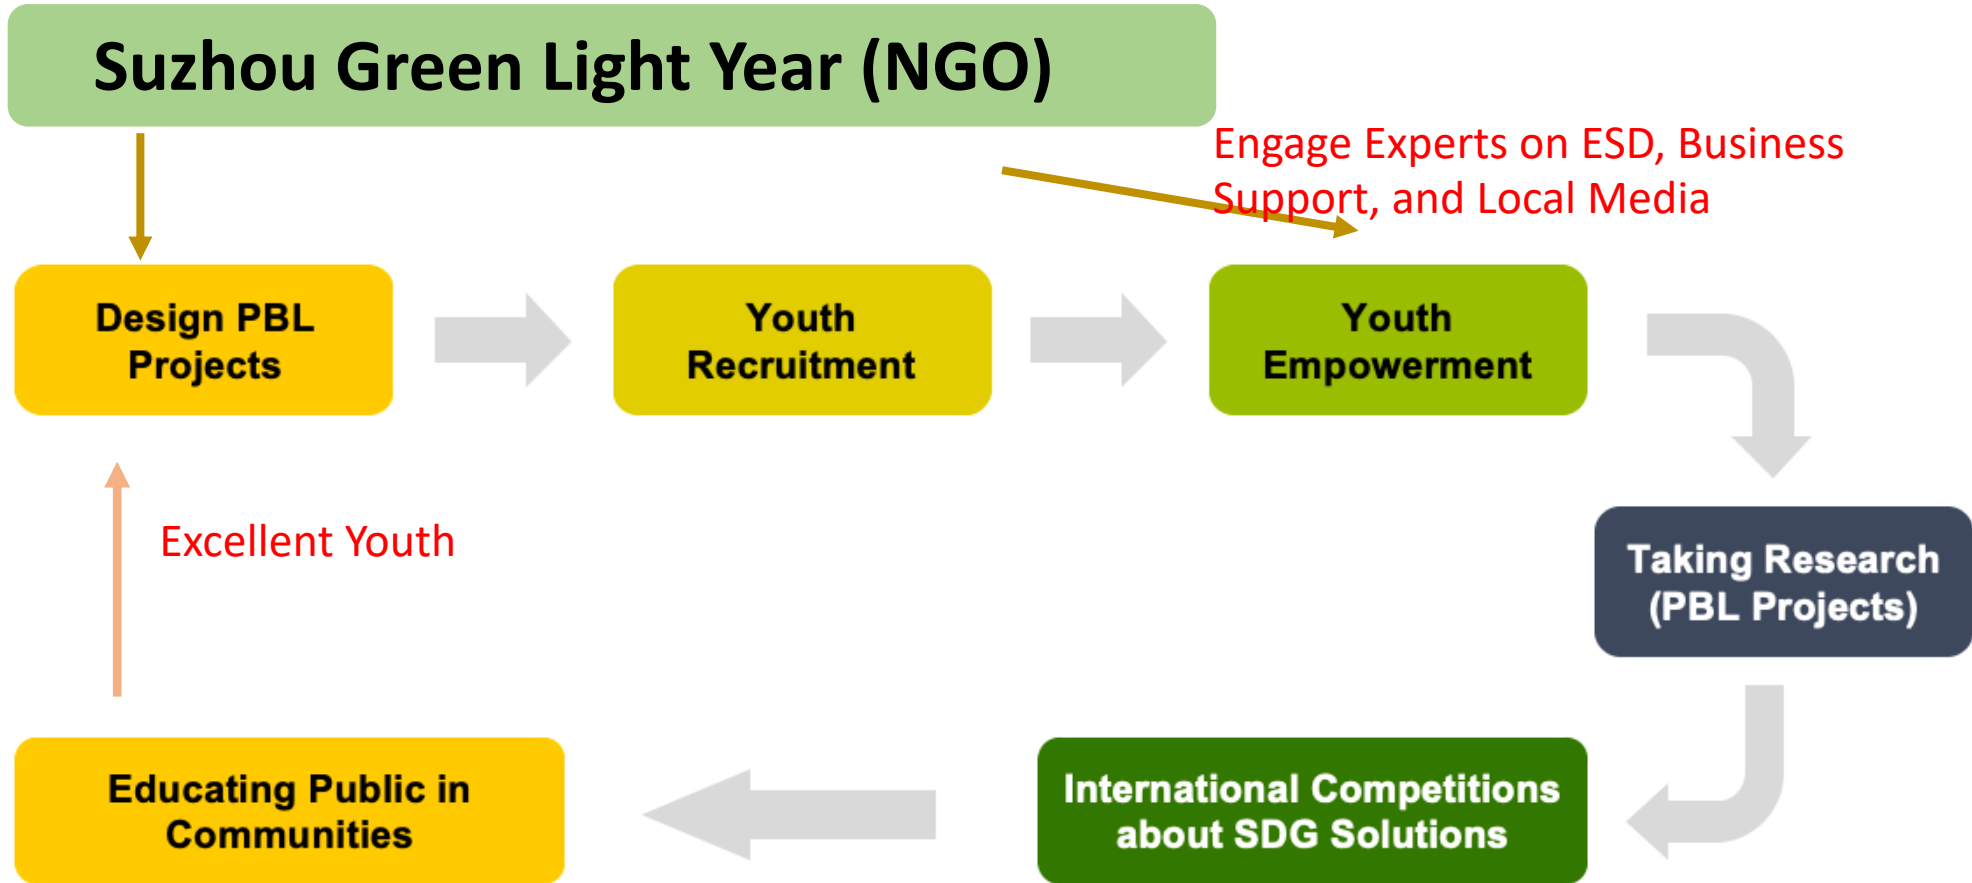 Suzhou Green Light Year (NGO)
Engage Experts on ESD, Business
Support, and Local Media
Design PBL
Projects
Youth
Recruitment
Youth
Empowerment
Excellent Youth
Taking Research
(PBL Projects)
Educating Public in
Communities
International Competitions
about SDG Solutions